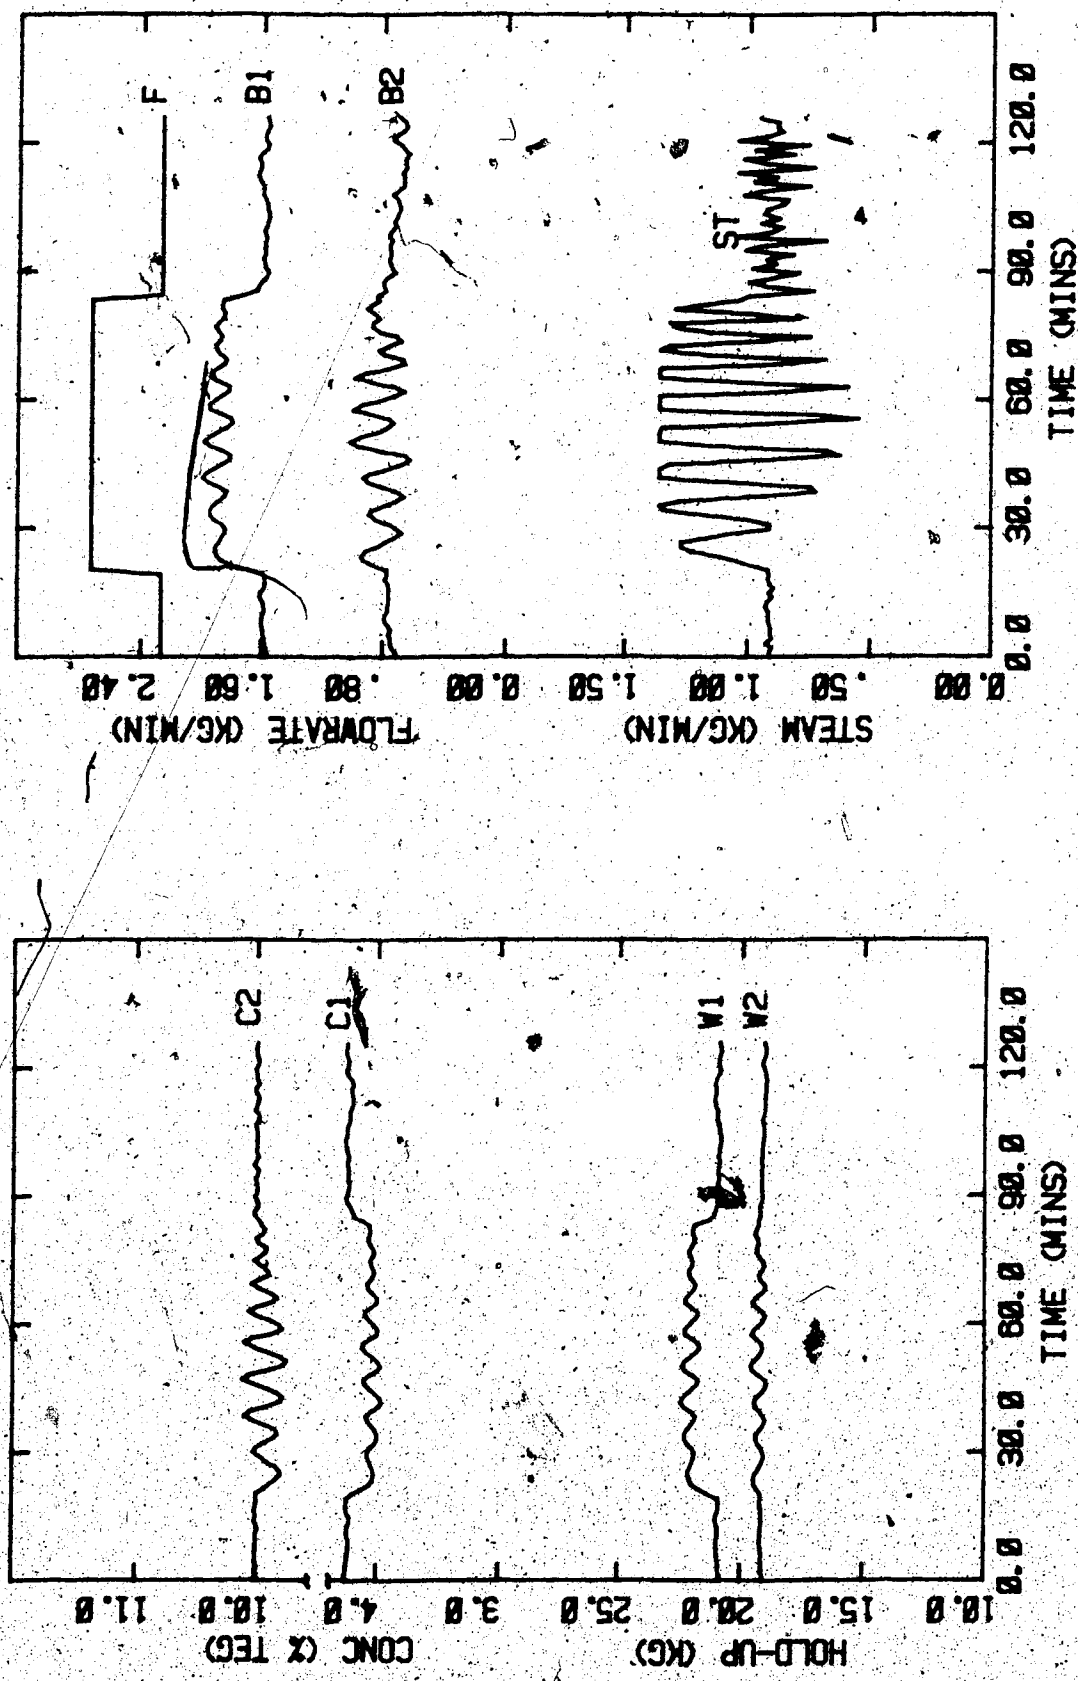 F
B1
B2
ST
2.40
1.60
.80
0.00
1.50
1.00
.50
0.00
FLOWRATE (KG/MIN)
STEAM (KG/MIN)
0.0 30.0 60.0 90.0 120.0
TIME (MINS)
C2
C1
W1
W2
11.0
10.0
4.0
3.0
25.0
20.0
15.0
10.0
CONC (% TEG)
HOLD-UP (KG)
0.0 30.0 60.0 90.0 120.0
TIME (MINS)